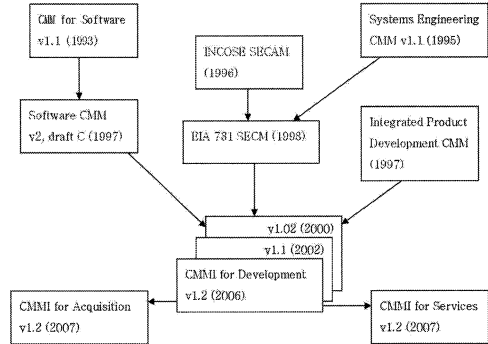 CMM for Software
v1.1 (1993)
Systems Engineering
CMM v1.1 (1995)
INCOSE SECAM
(1996)
Software CMM
v2, draft C (1997)
EIA 731 SECM (1998)
Integrated Product
Development CMM
(1997)
v1.02 (2000)
v1.1 (2002)
CMMI for Development
v1.2 (2006)
CMMI for Acquisition
v1.2 (2007)
CMMI for Services
v1.2 (2007)